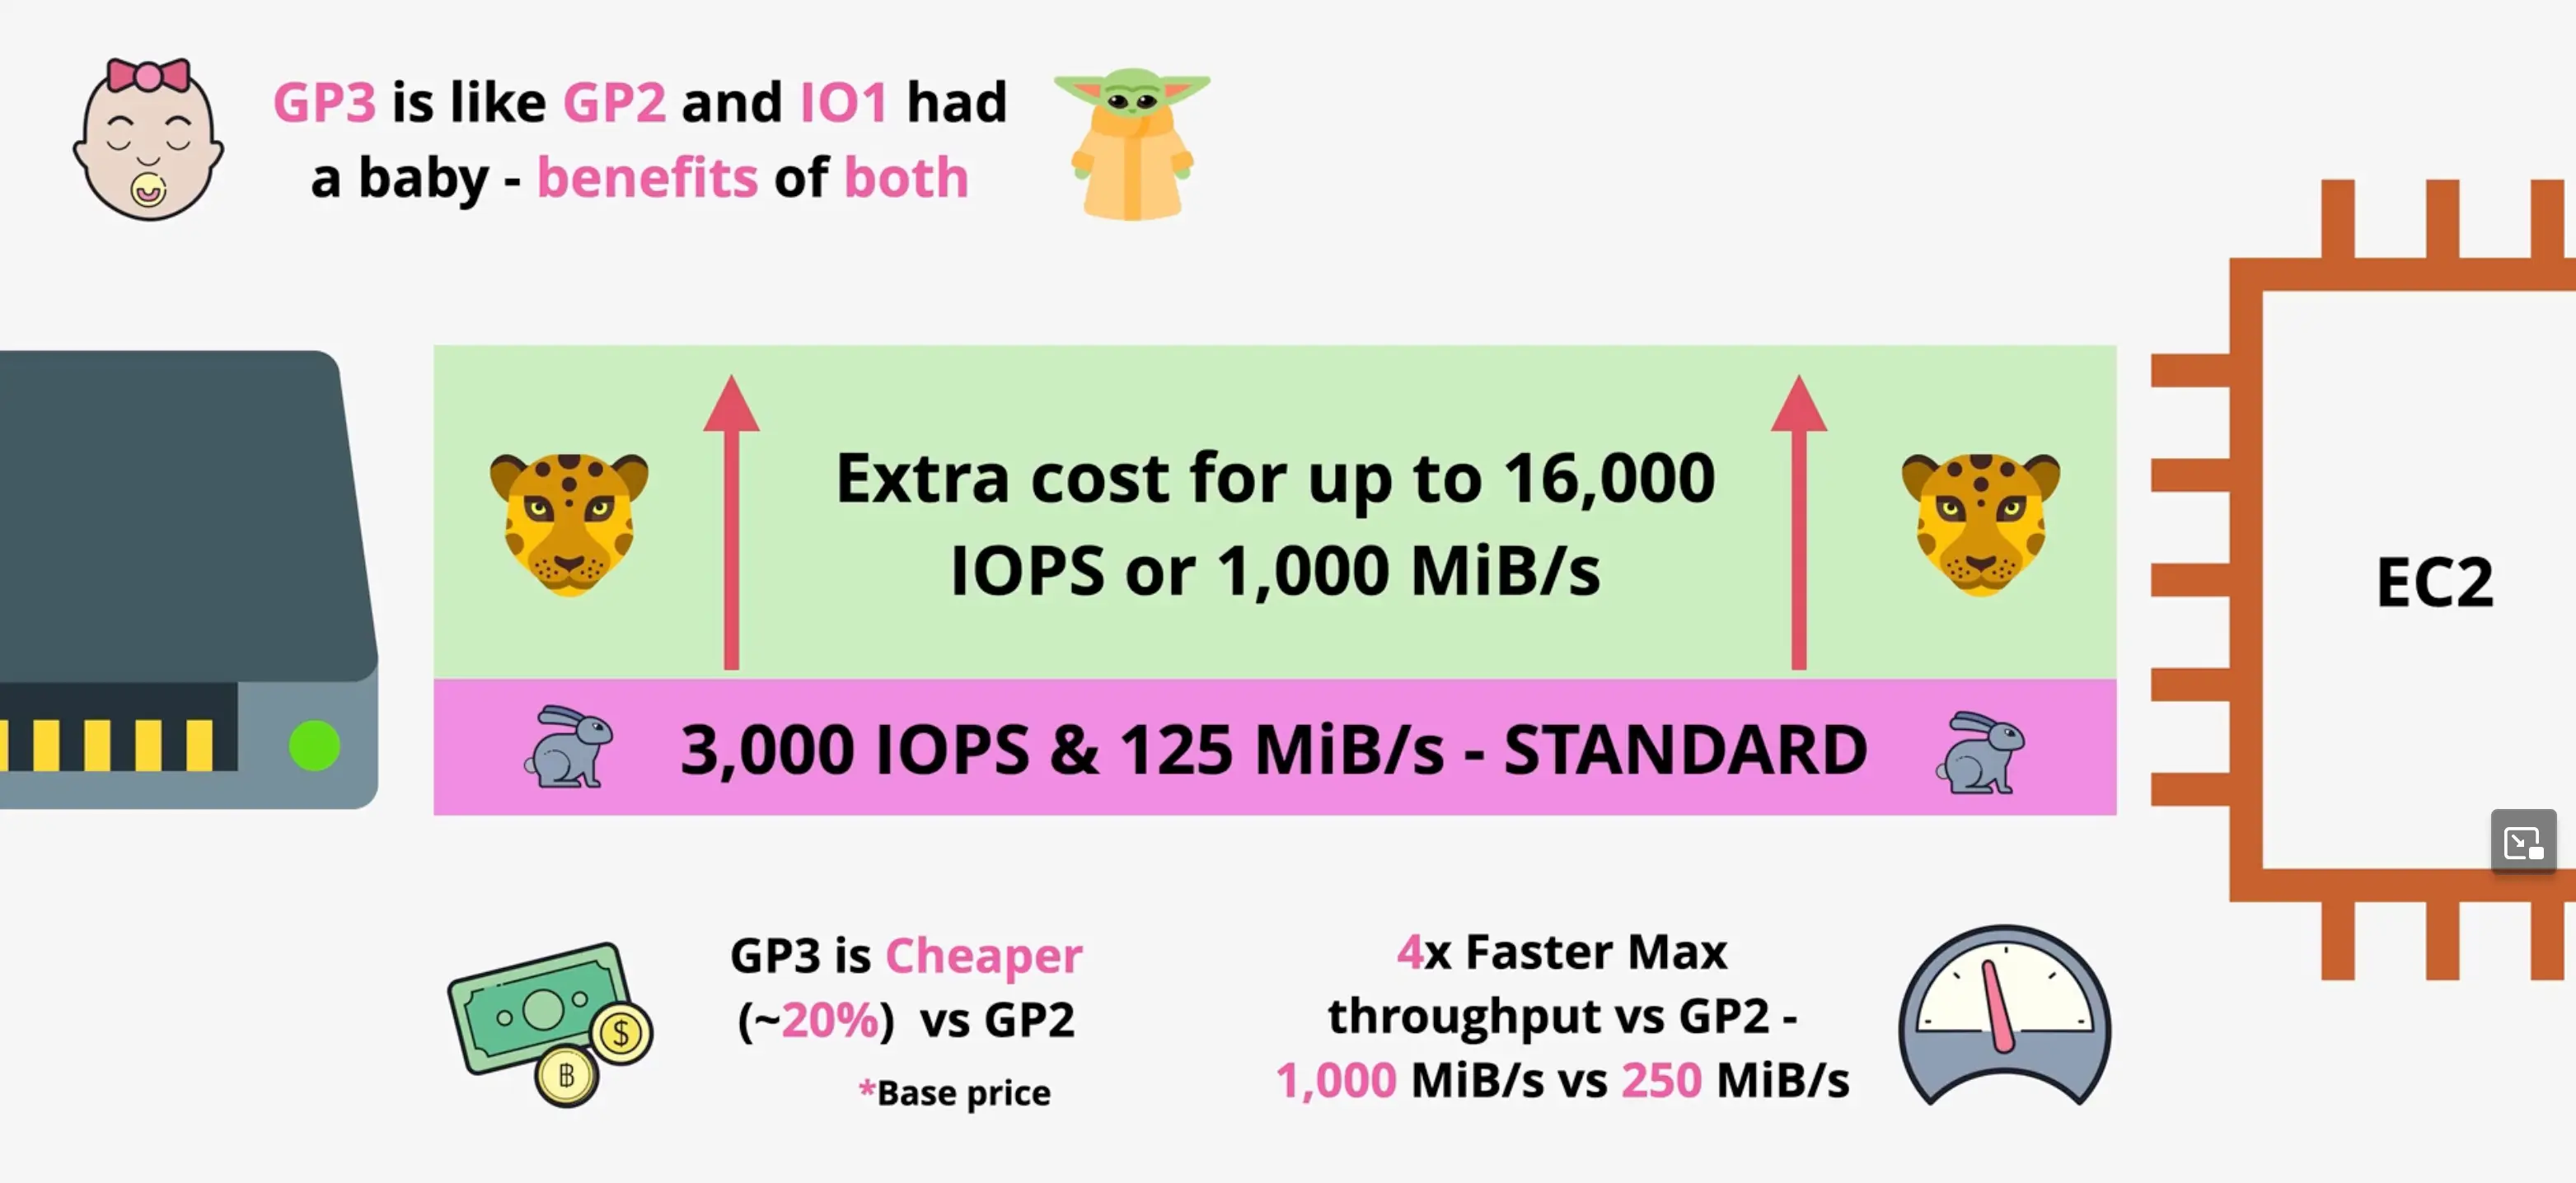 GP3 is like GP2 and IO1 had
a baby - benefits of both
Extra cost for up to 16,000
IOPS or 1,000 MiB/s
3,000 IOPS & 125 MiB/s - STANDARD
EC2
GP3 is Cheaper
(~20%) vs GP2
*Base price
$
B
4x Faster Max
throughput vs GP2 -
1,000 MiB/s vs 250 MiB/s